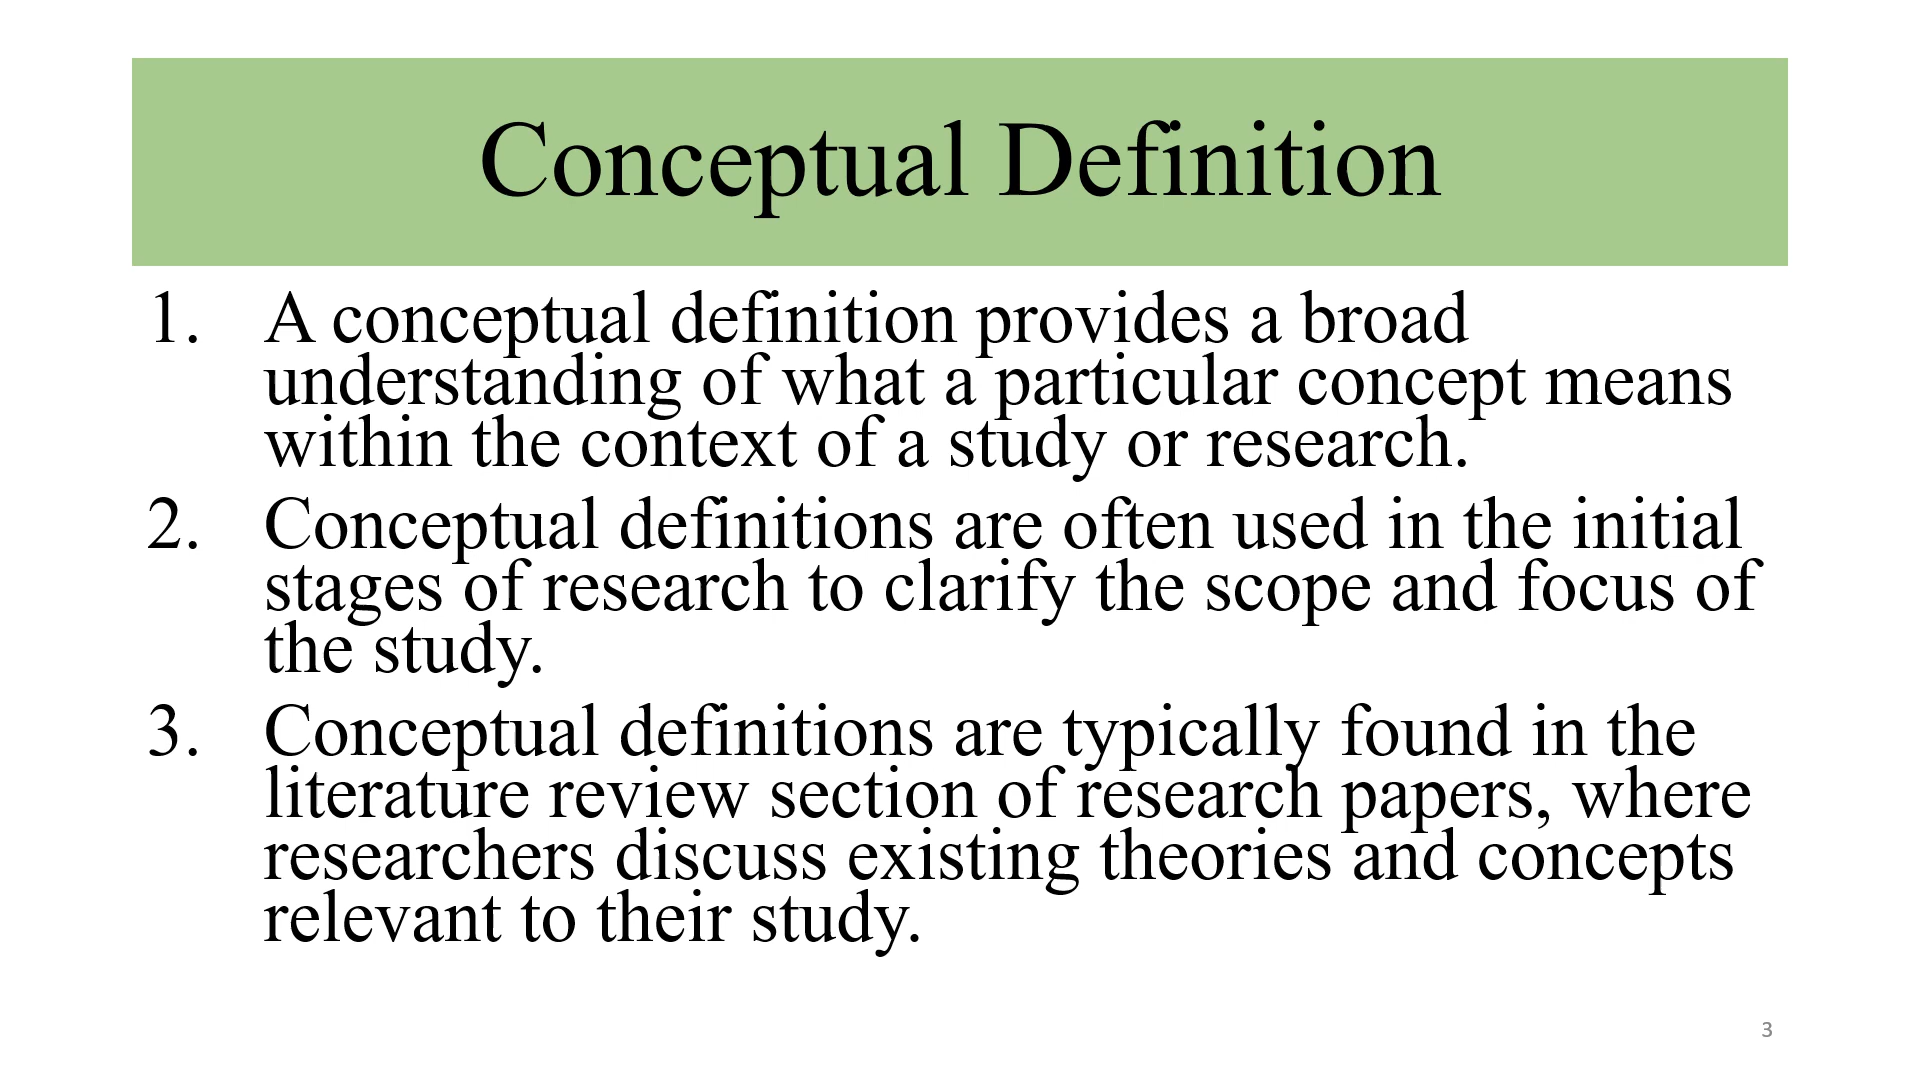 Conceptual Definition
1. A conceptual definition provides a broad
understanding of what a particular concept means
within the context of a study or research.
2. Conceptual definitions are often used in the initial
stages of research to clarify the scope and focus of
the study.
3. Conceptual definitions are typically found in the
literature review section of research papers, where
researchers discuss existing theories and concepts
relevant to their study.
3